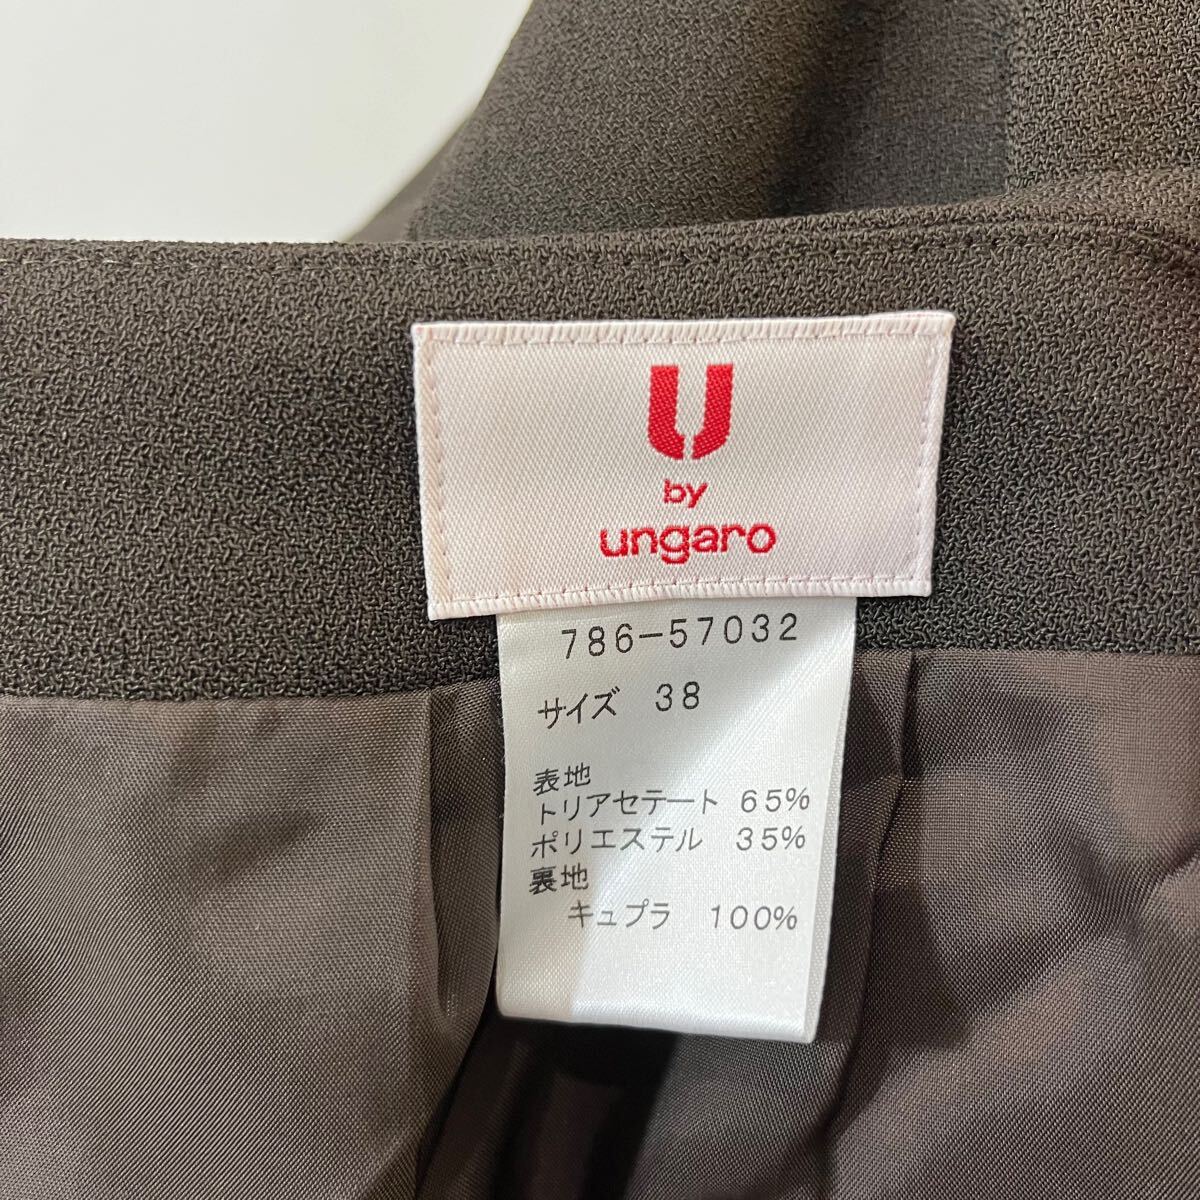 U
by
ungaro
786-57032
サイズ 38
表地
トリアセテート 65%
ポリエステル 35%
裏地
キュプラ 100%